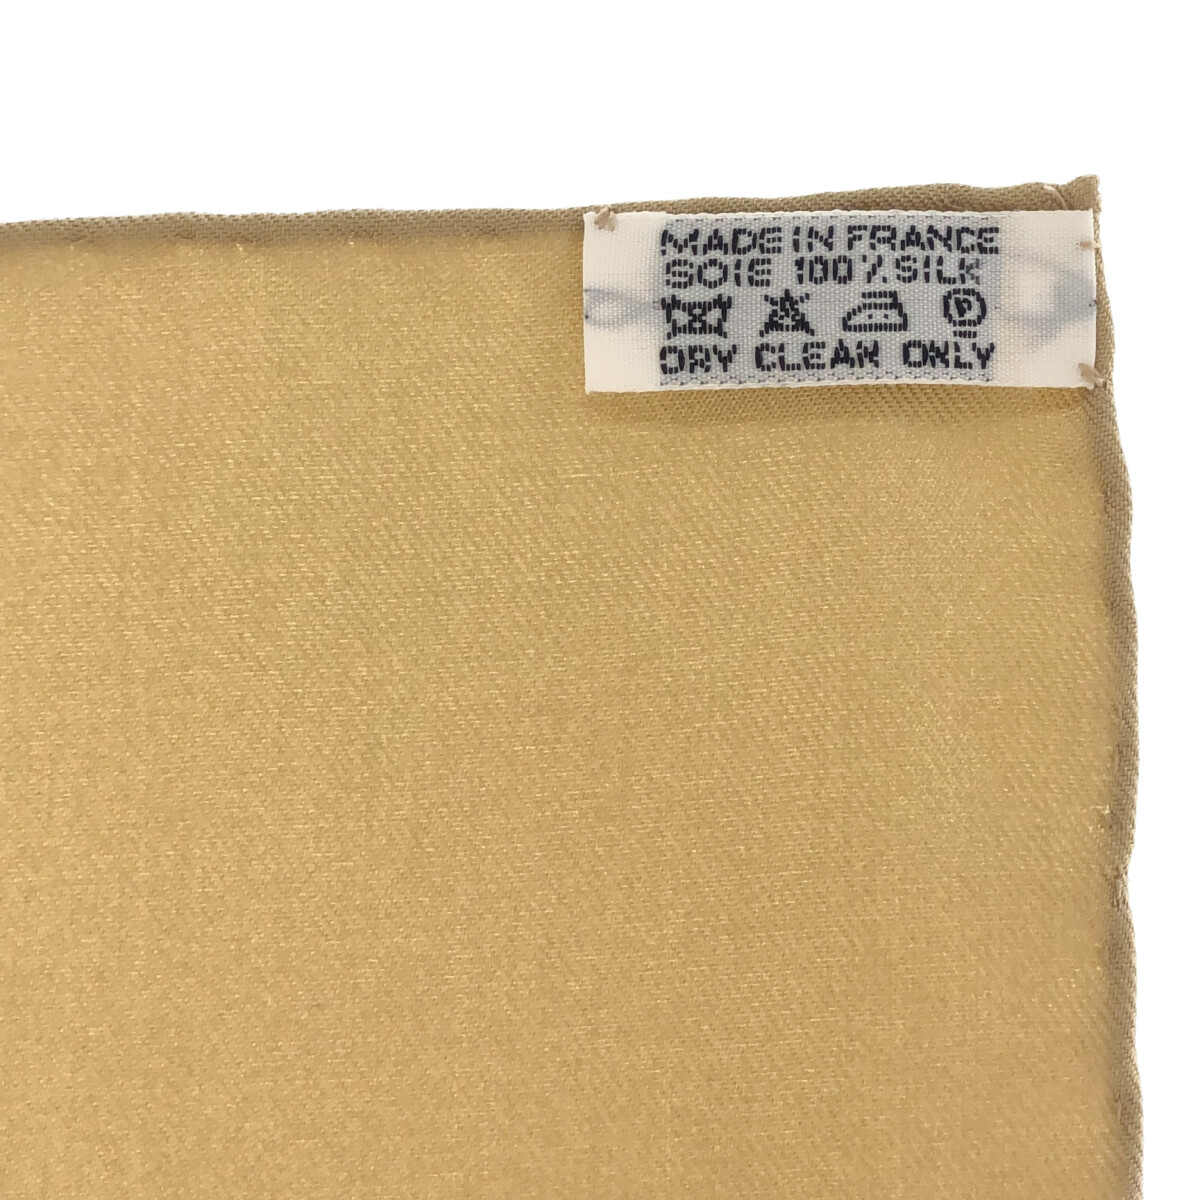 MADE IN FRANCE
SOIE 100% SILK
P
DRY CLEAN ONLY